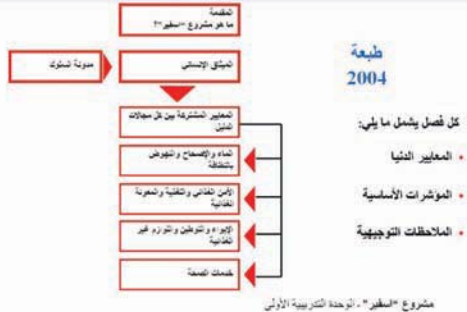 المقدمة
ما هو مشروع "اسفير"؟
طبعة
2004
الميثاق الإنساني
مدونة السلوك
المعايير المشتركة بين كل مجالات
الدليل
كل فصل يشمل ما يلي:
الماء والإصحاح والنهوض
بالنظافة
• المعايير الدنيا
الأمن الغذائي والتغذية والمعونة
الغذائية
• المؤشرات الأساسية
الإيواء والتوطين واللوازم غير
الغذائية
• الملاحظات التوجيهية
خدمات الصحة
مشروع "اسفير" - الوحدة التدريبية الأولى